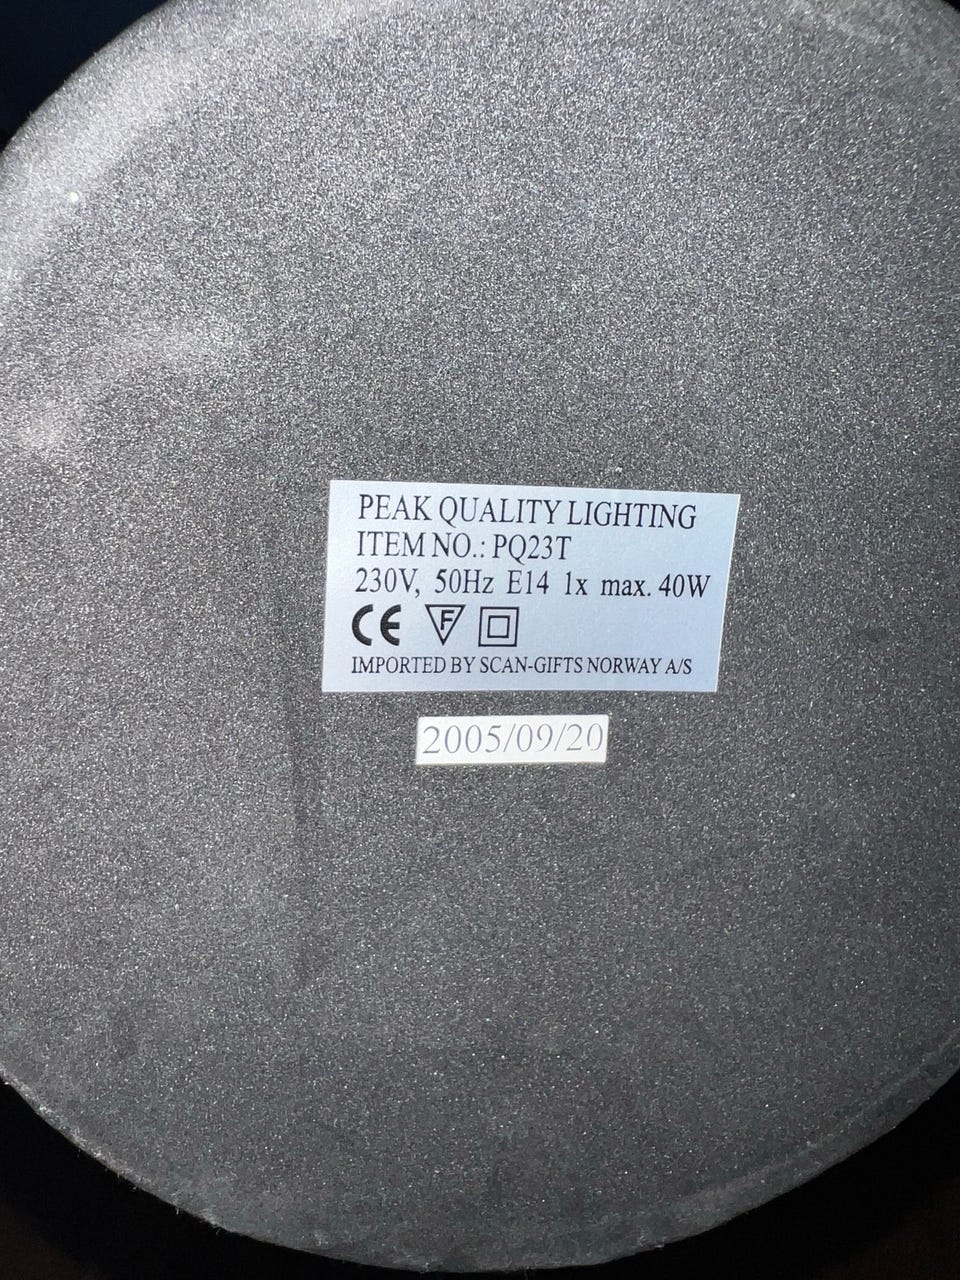 PEAK QUALITY LIGHTING
ITEM NO.: PQ23T
230V, 50Hz E14 1x max. 40W
CE F
IMPORTED BY SCAN-GIFTS NORWAY A/S
2005/09/20